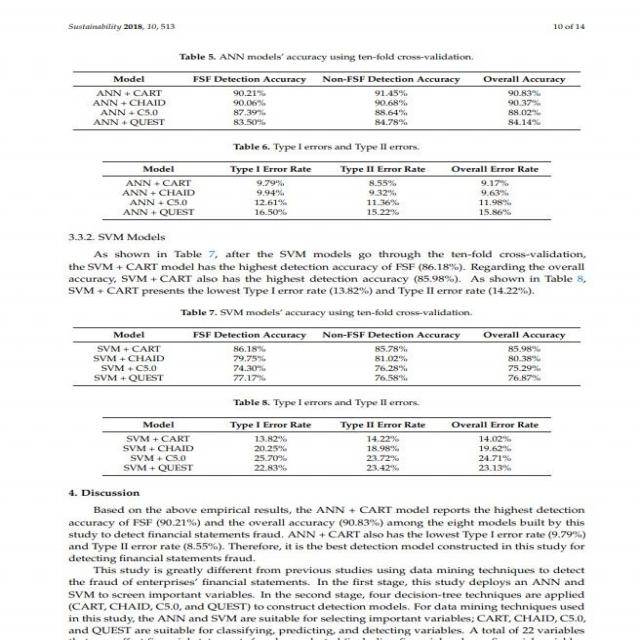 Sustainability 2018, 10, 513 10 of 14
Table 5. ANN models' accuracy using ten-fold cross-validation.
Model FSF Detection Accuracy Non-FSF Detection Accuracy Overall Accuracy
ANN + CART 90.21% 91.45% 90.83%
ANN + CHAID 90.06% 90.68% 90.37%
ANN + C5.0 87.39% 88.64% 88.02%
ANN + QUEST 83.50% 84.78% 84.14%
Table 6. Type I errors and Type II errors.
Model Type I Error Rate Type II Error Rate Overall Error Rate
ANN + CART 9.79% 8.55% 9.17%
ANN + CHAID 9.94% 9.32% 9.63%
ANN + C5.0 12.61% 11.36% 11.98%
ANN + QUEST 16.50% 15.22% 15.86%
3.3.2. SVM Models
As shown in Table 7, after the SVM models go through the ten-fold cross-validation,
the SVM + CART model has the highest detection accuracy of FSF (86.18%). Regarding the overall
accuracy, SVM + CART also has the highest detection accuracy (85.98%). As shown in Table 8,
SVM + CART presents the lowest Type I error rate (13.82%) and Type II error rate (14.22%).
Table 7. SVM models' accuracy using ten-fold cross-validation.
Model FSF Detection Accuracy Non-FSF Detection Accuracy Overall Accuracy
SVM + CART 86.18% 85.78% 85.98%
SVM + CHAID 79.75% 81.02% 80.38%
SVM + C5.0 74.30% 76.28% 75.29%
SVM + QUEST 77.17% 76.58% 76.87%
Table 8. Type I errors and Type II errors.
Model Type I Error Rate Type II Error Rate Overall Error Rate
SVM + CART 13.82% 14.22% 14.02%
SVM + CHAID 20.25% 18.98% 19.62%
SVM + C5.0 25.70% 23.72% 24.71%
SVM + QUEST 22.83% 23.42% 23.13%
4. Discussion
Based on the above empirical results, the ANN + CART model reports the highest detection
accuracy of FSF (90.21%) and the overall accuracy (90.83%) among the eight models built by this
study to detect financial statements fraud. ANN + CART also has the lowest Type I error rate (9.79%)
and Type II error rate (8.55%). Therefore, it is the best detection model constructed in this study for
detecting financial statements fraud.
This study is greatly different from previous studies using data mining techniques to detect
the fraud of enterprises' financial statements. In the first stage, this study deploys an ANN and
SVM to screen important variables. In the second stage, four decision-tree techniques are applied
(CART, CHAID, C5.0, and QUEST) to construct detection models. For data mining techniques used
in this study, the ANN and SVM are suitable for selecting important variables; CART, CHAID, C5.0,
and QUEST are suitable for classifying, predicting, and detecting variables. A total of 22 variables